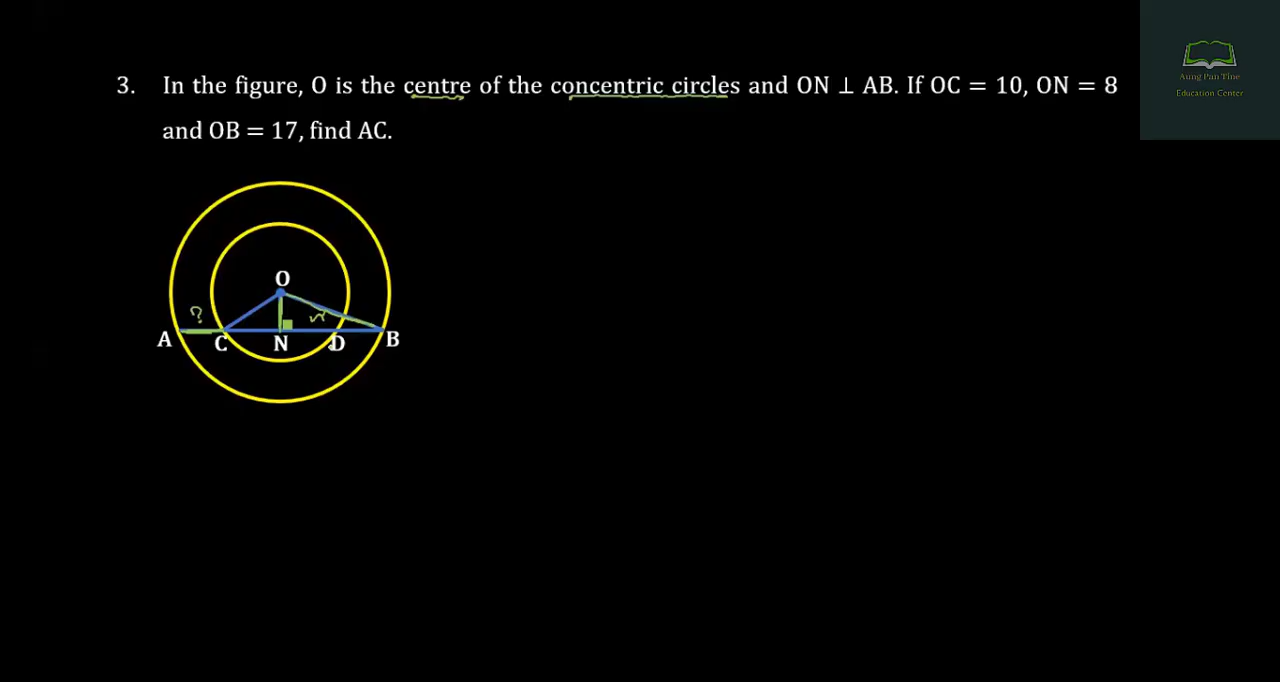 Aung Pan Tine
Education Center
3. In the figure, O is the centre of the concentric circles and ON ⊥ AB. If OC = 10, ON = 8
and OB = 17, find AC.
O
?
A C N D B